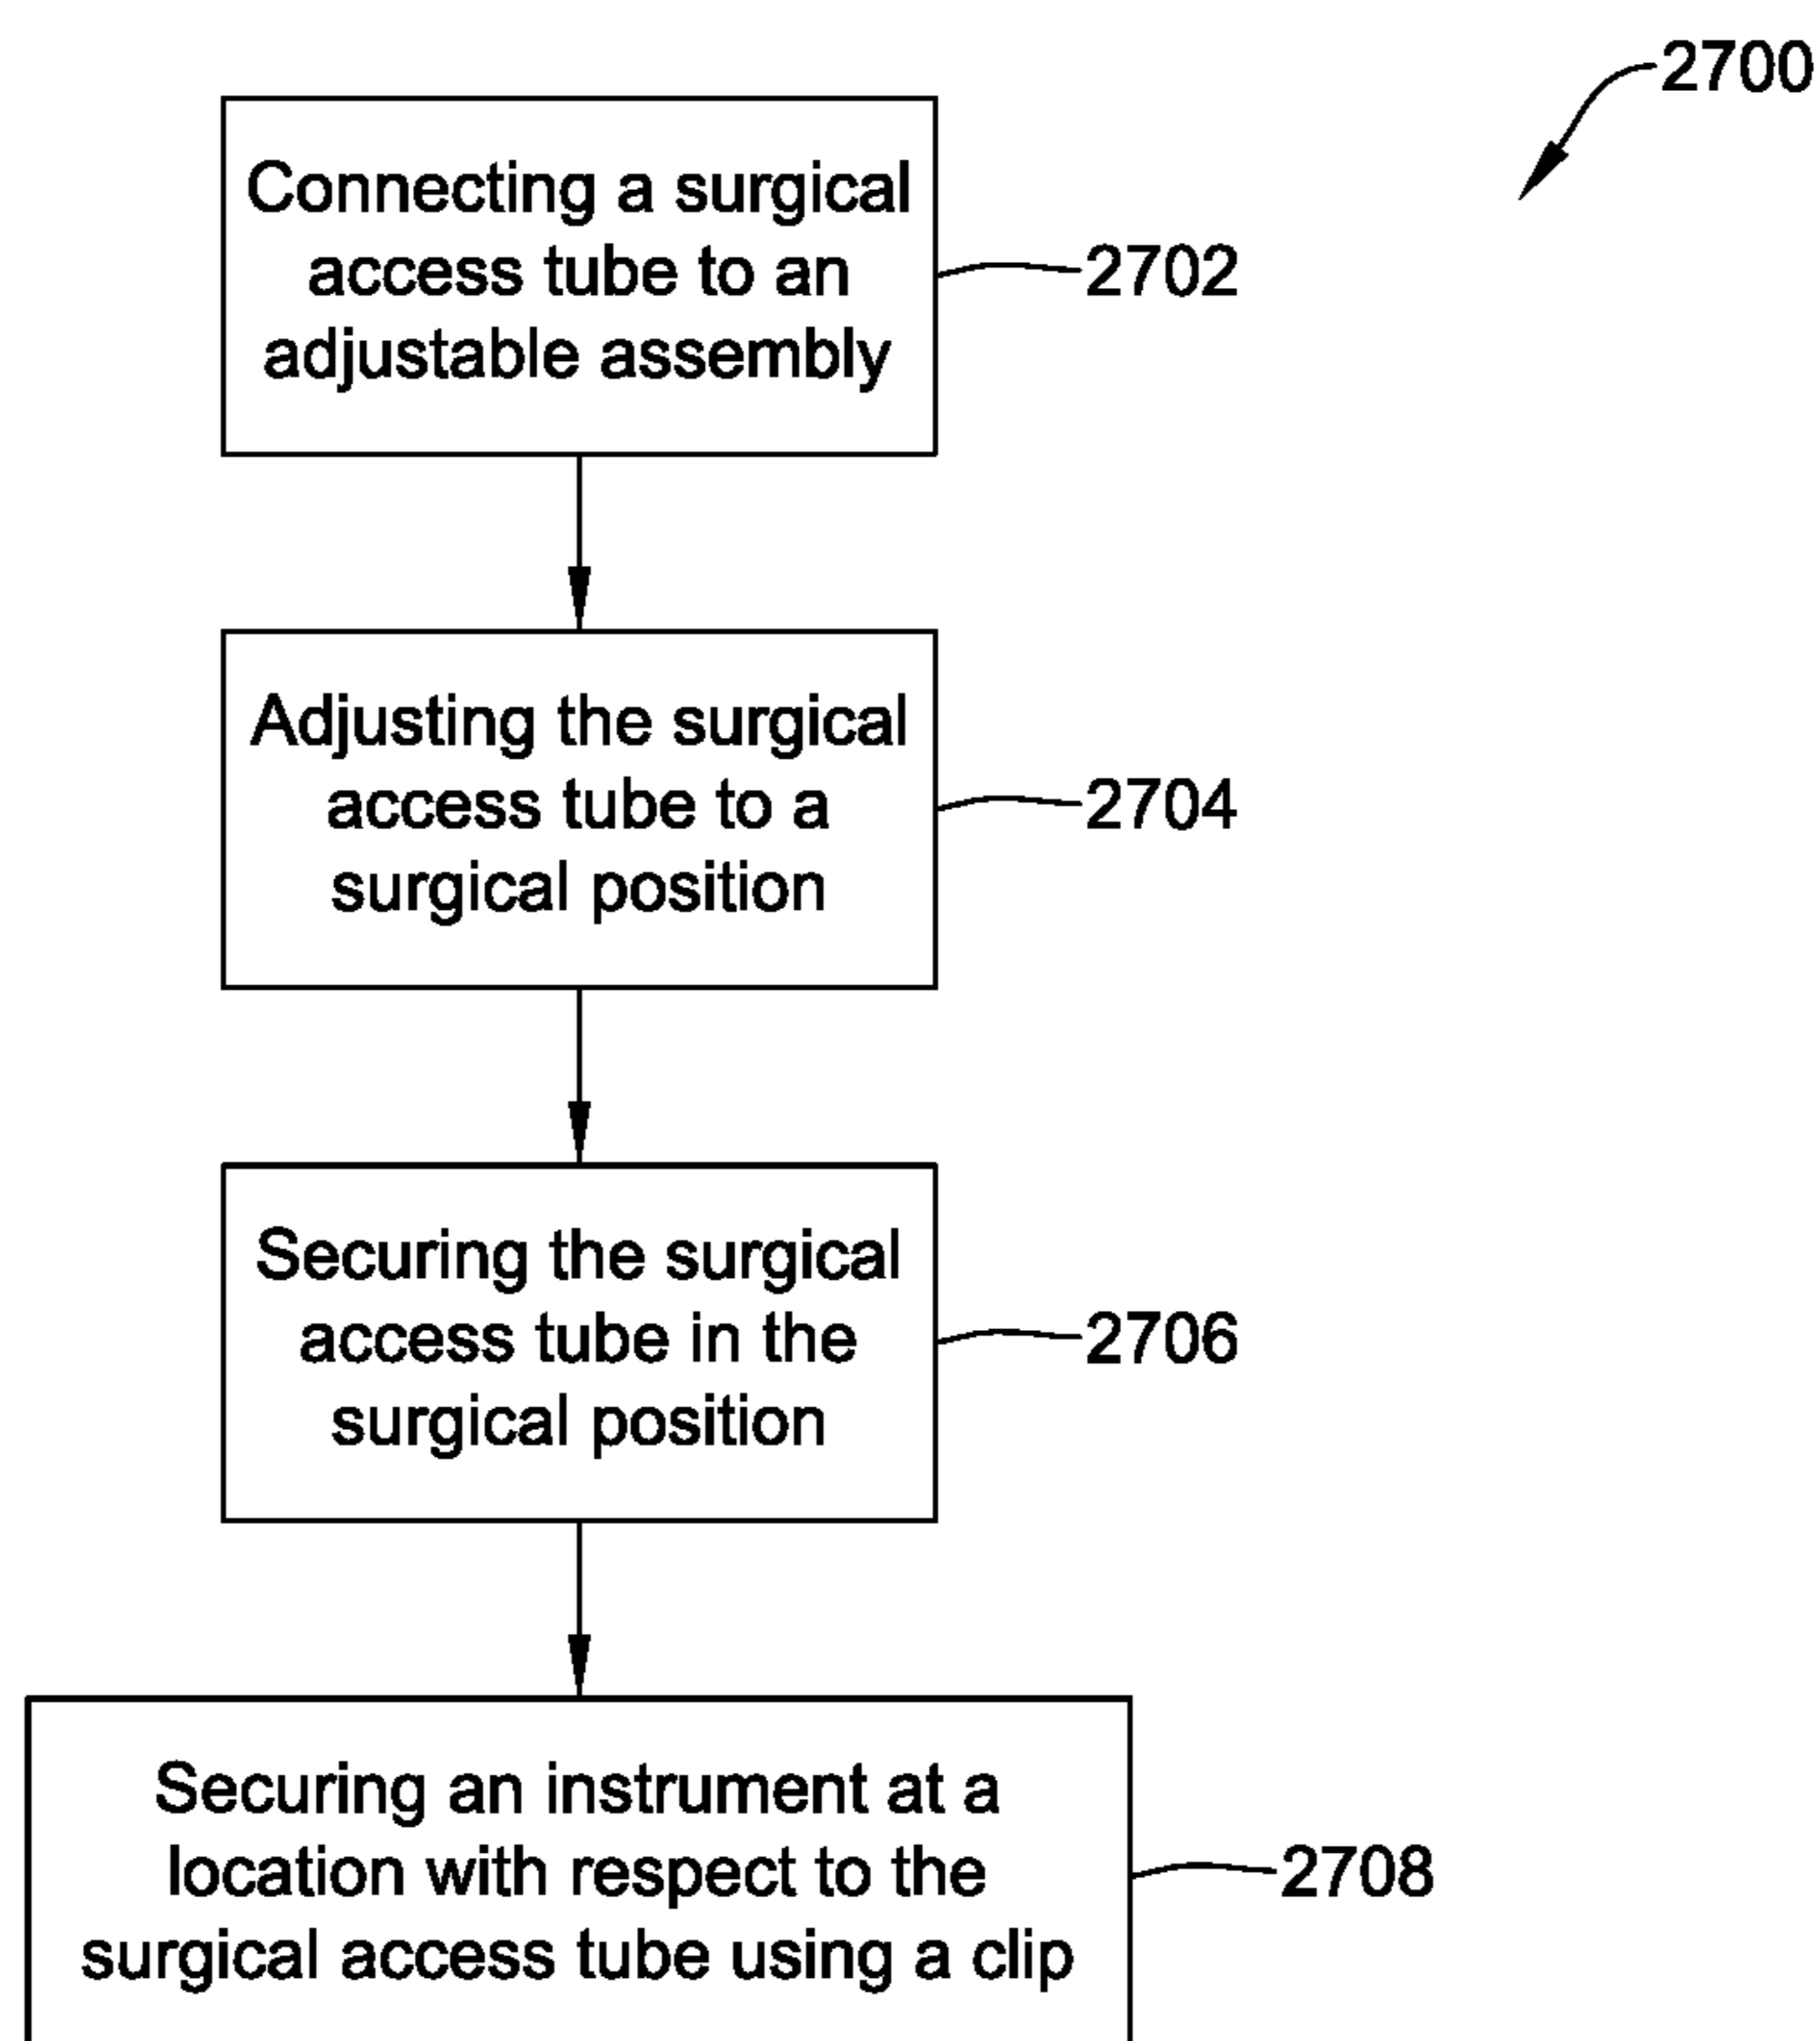 2700
Connecting a surgical
access tube to an
adjustable assembly
2702
Adjusting the surgical
access tube to a
surgical position
2704
Securing the surgical
access tube in the
surgical position
2706
Securing an instrument at a
location with respect to the
surgical access tube using a clip
2708